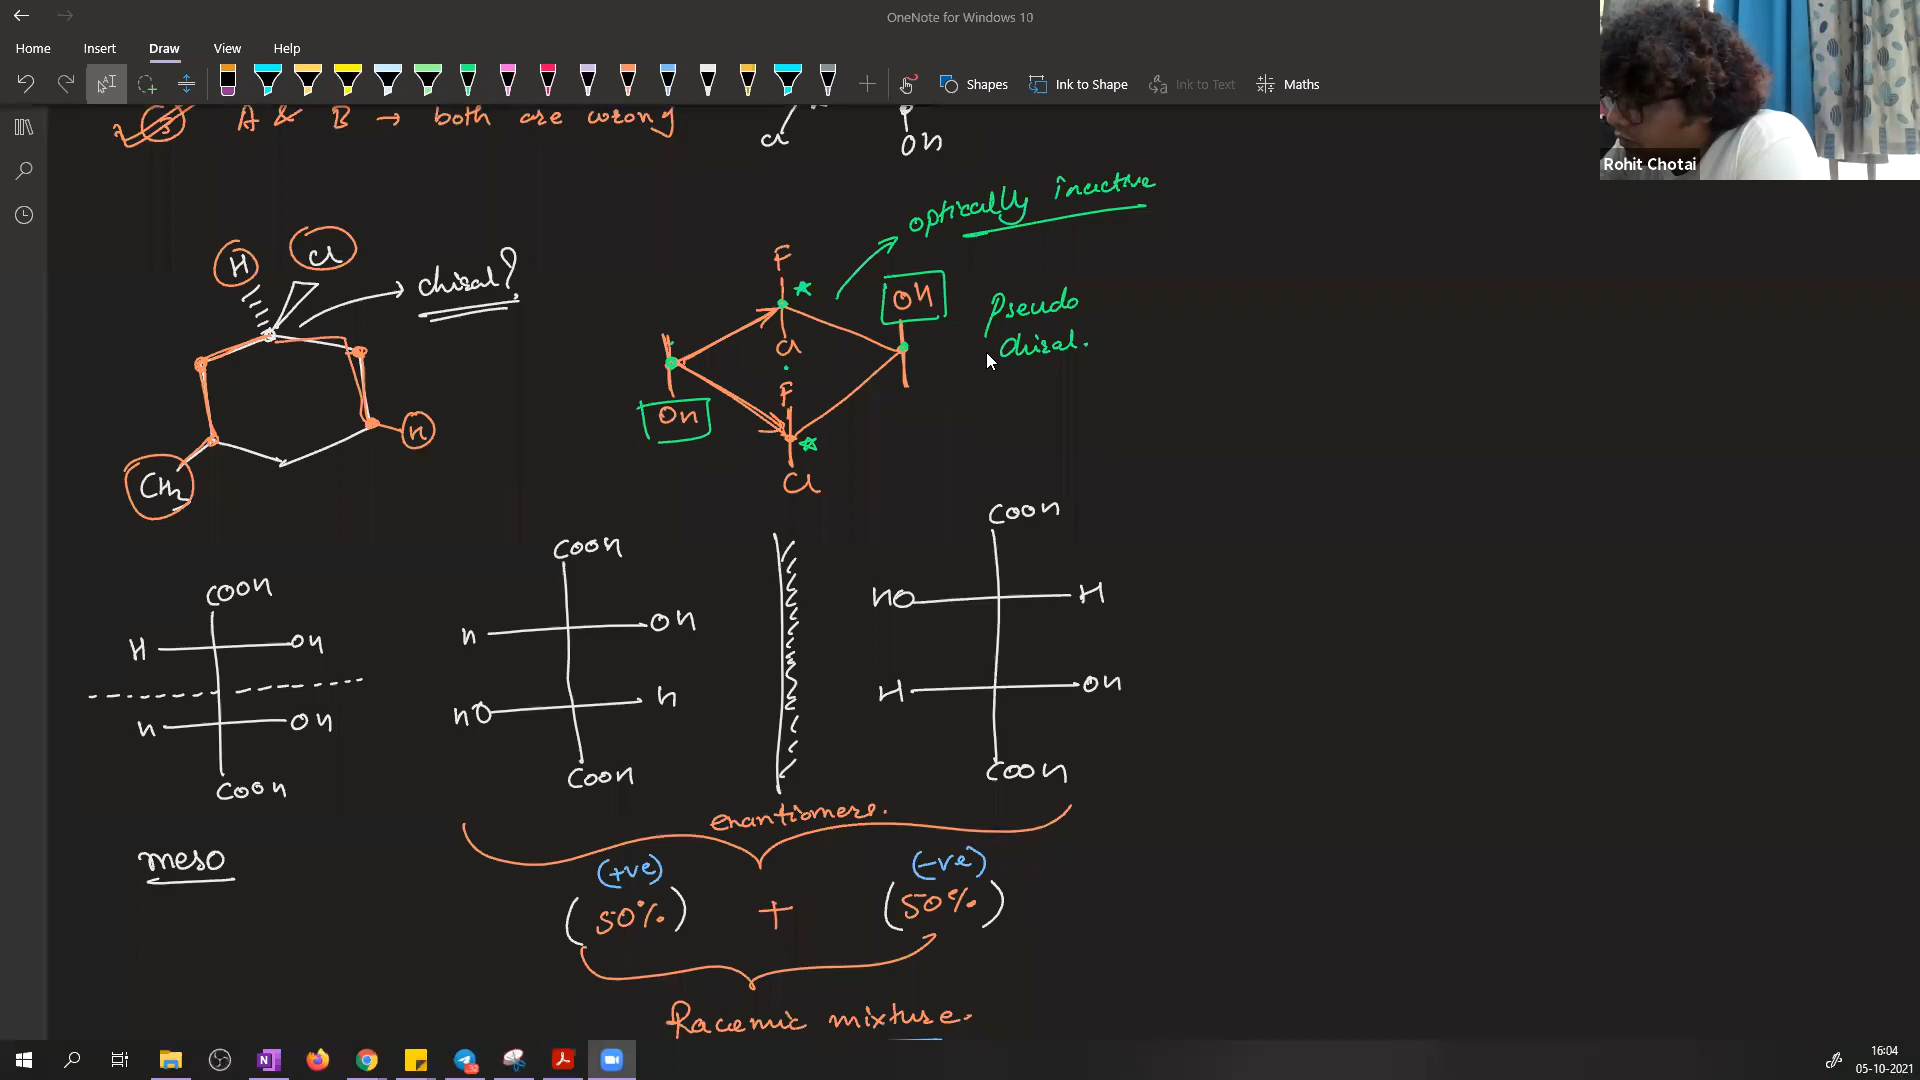 OneNote for Windows 10
Home Insert Draw View Help
Shapes Ink to Shape Ink to Text Maths
Rohit Chotai
A & B → both are wrong
Cl
OH
optically inactive
H Cl
chiral?
F
OH
Pseudo
chiral.
Cl
F
OH
H
Cl
CH3
COOH
COOH
COOH
HO H
H OH
H OH
HO H
H OH
H OH
COOH
COOH
COOH
enantiomers.
meso
(+ve) (-ve)
(50%) + (50%)
Racemic mixture.
16:04
05-10-2021